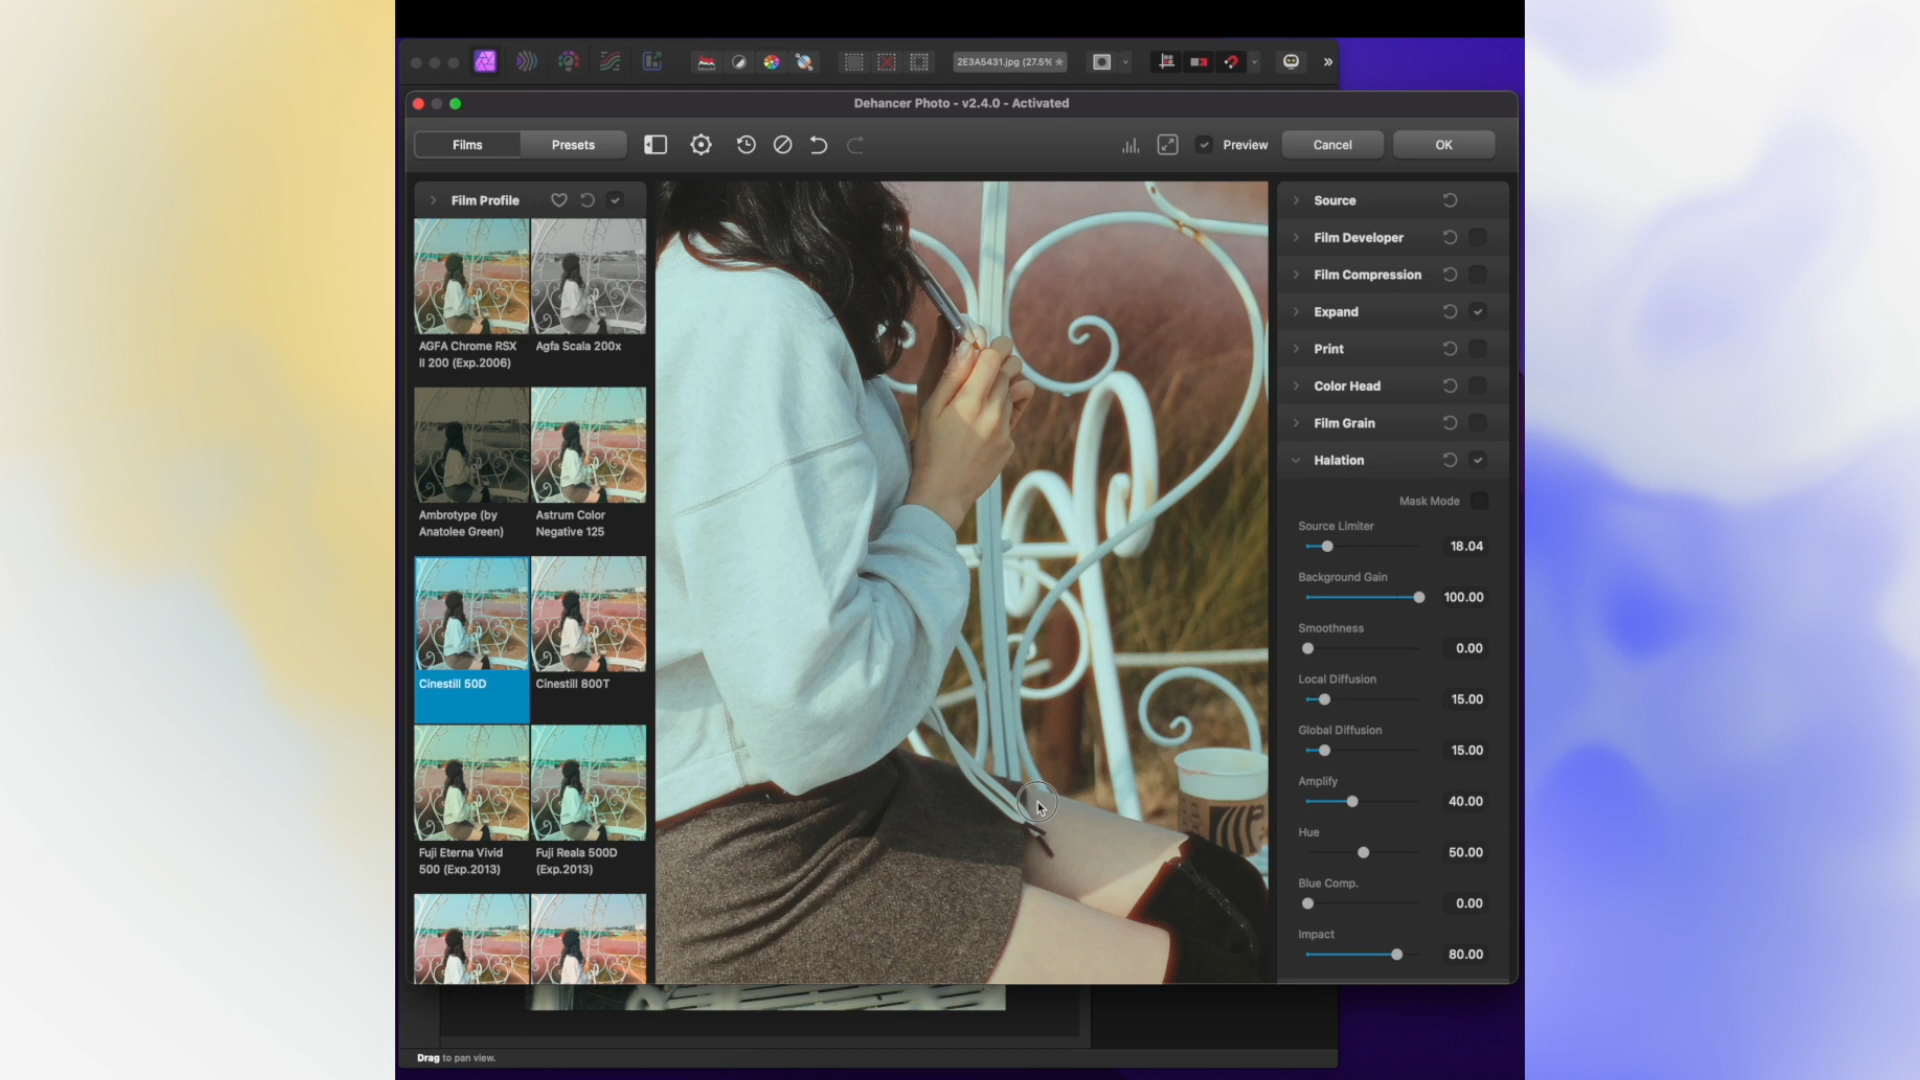 2E3A5431.jpg (27.5%
Dehancer Photo - v2.4.0 - Activated
Films
Presets
Preview
Cancel
OK
Film Profile
AGFA Chrome RSX
II 200 (Exp.2006)
Agfa Scala 200x
Ambrotype (by
Anatolee Green)
Astrum Color
Negative 125
Cinestill 50D
Cinestill 800T
Fuji Eterna Vivid
500 (Exp.2013)
Fuji Reala 500D
(Exp.2013)
Source
Film Developer
Film Compression
Expand
Print
Color Head
Film Grain
Halation
Mask Mode
Source Limiter
18.04
Background Gain
100.00
Smoothness
0.00
Local Diffusion
15.00
Global Diffusion
15.00
Amplify
40.00
Hue
50.00
Blue Comp.
0.00
Impact
80.00
Drag to pan view.